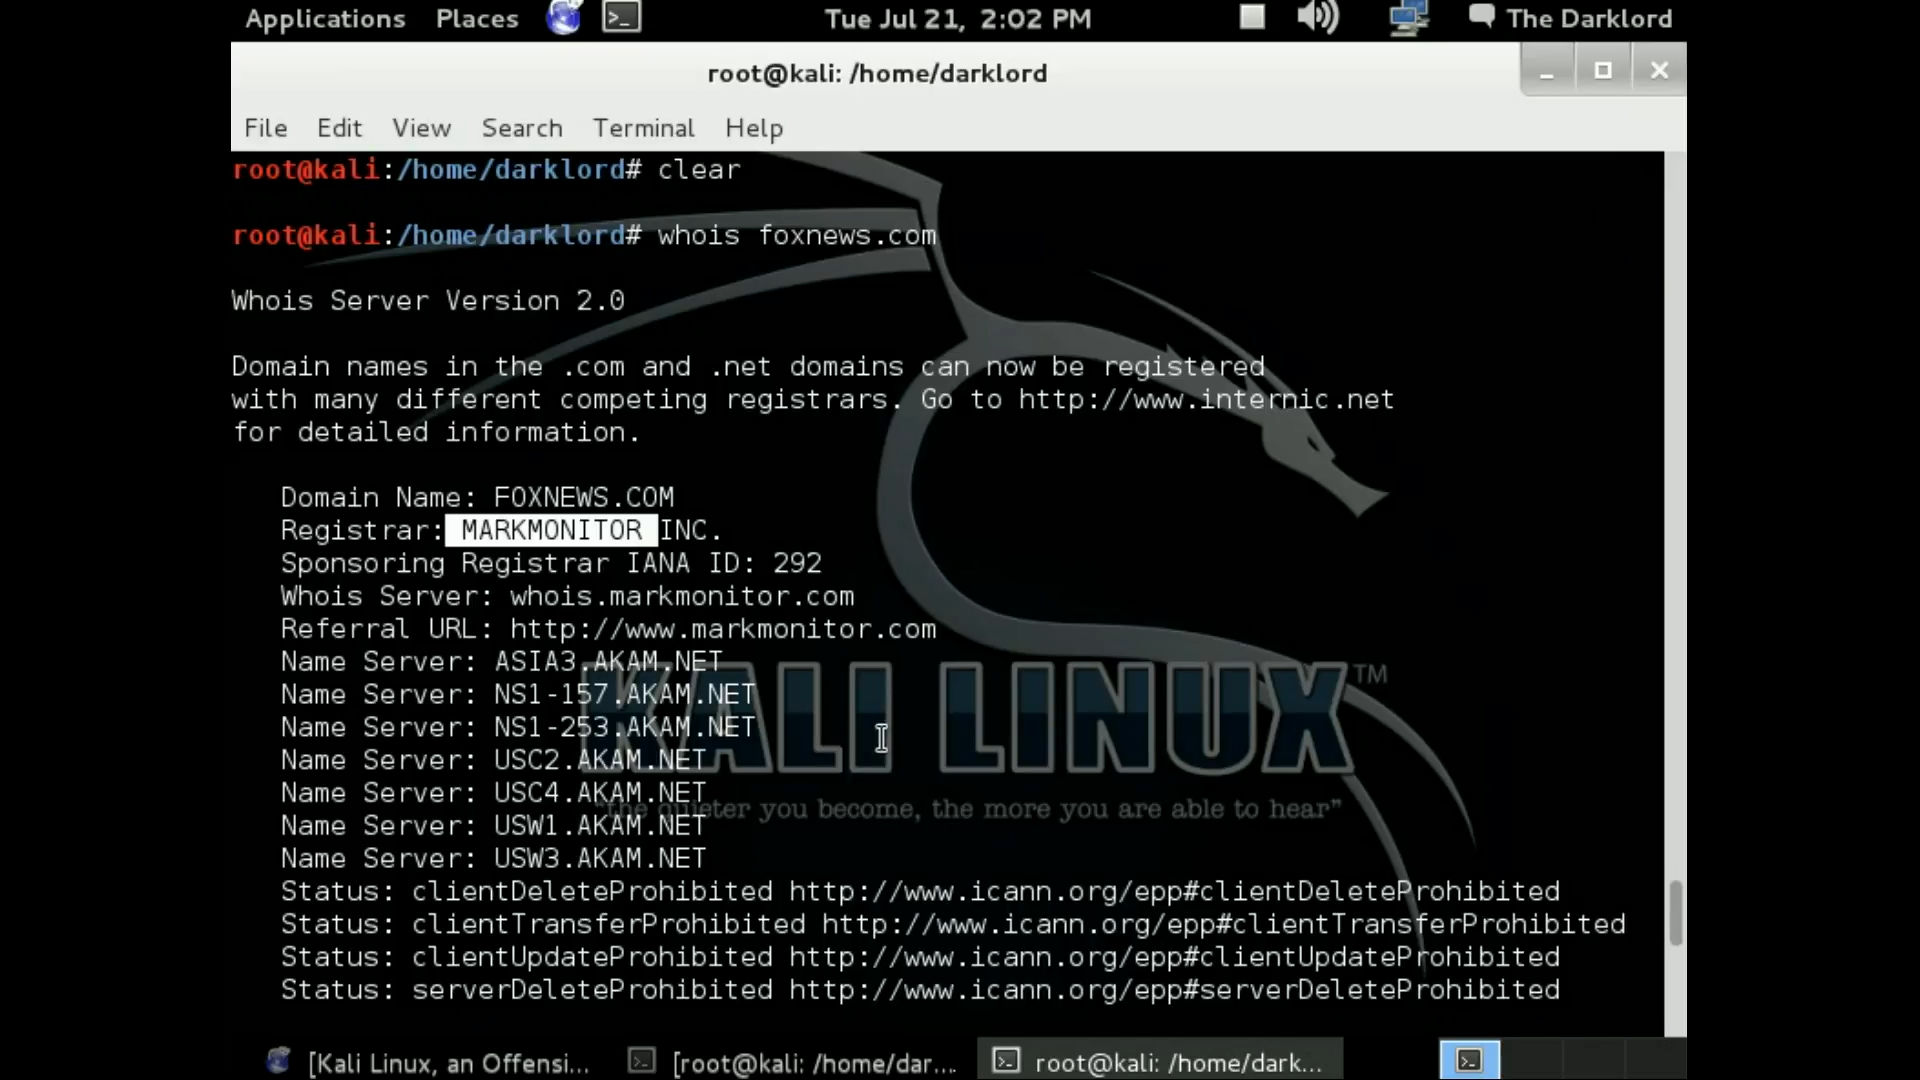 Applications Places Tue Jul 21, 2:02 PM The Darklord
root@kali: /home/darklord
File Edit View Search Terminal Help
root@kali:/home/darklord# clear
root@kali:/home/darklord# whois foxnews.com
Whois Server Version 2.0
Domain names in the .com and .net domains can now be registered
with many different competing registrars. Go to http://www.internic.net
for detailed information.
Domain Name: FOXNEWS.COM
Registrar: MARKMONITOR INC.
Sponsoring Registrar IANA ID: 292
Whois Server: whois.markmonitor.com
Referral URL: http://www.markmonitor.com
Name Server: ASIA3.AKAM.NET
Name Server: NS1-157.AKAM.NET
Name Server: NS1-253.AKAM.NET
Name Server: USC2.AKAM.NET
Name Server: USC4.AKAM.NET
Name Server: USW1.AKAM.NET
Name Server: USW3.AKAM.NET
Status: clientDeleteProhibited http://www.icann.org/epp#clientDeleteProhibited
Status: clientTransferProhibited http://www.icann.org/epp#clientTransferProhibited
Status: clientUpdateProhibited http://www.icann.org/epp#clientUpdateProhibited
Status: serverDeleteProhibited http://www.icann.org/epp#serverDeleteProhibited
KALI LINUX TM
"the quieter you become, the more you are able to hear"
[Kali Linux, an Offensi... [root@kali: /home/dar... root@kali: /home/dark...